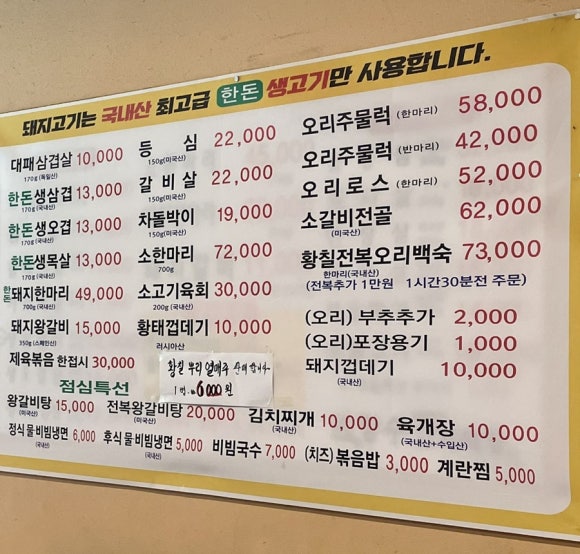 돼지고기는 국내산 최고급 한돈 생고기만 사용합니다.
대패삼겹살 10,000
170g(독일산)
한돈생삼겹 13,000
170g(국내산)
한돈생오겹 13,000
170g(국내산)
한돈생목살 13,000
170g(국내산)
한돈 돼지한마리 49,000
700g(국내산)
돼지왕갈비 15,000
350g(스페인산)
제육볶음 한접시 30,000
등심 22,000
150g(미국산)
갈비살 22,000
150g(미국산)
차돌박이 19,000
150g(미국산)
소한마리 72,000
700g
소고기육회 30,000
200g(국내산)
황태껍데기 10,000
러시아산
황칠 뿌리 열매주 판매합니다
1병 6000원
오리주물럭 (한마리) 58,000
오리주물럭 (반마리) 42,000
오리로스 (한마리) 52,000
소갈비전골 62,000
(미국산)
황칠전복오리백숙 73,000
한마리(국내산)
(전복추가 1만원 1시간30분전 주문)
(오리) 부추추가 2,000
(오리)포장용기 1,000
돼지껍데기 10,000
(국내산)
점심특선
왕갈비탕 15,000 전복왕갈비탕 20,000 김치찌개 10,000 육개장 10,000
(미국산) (미국산) (국내산) (국내산+수입산)
정식 물·비빔냉면 6,000 후식 물·비빔냉면 5,000 비빔국수 7,000 (치즈)볶음밥 3,000 계란찜 5,000
(국내산) (국내산)